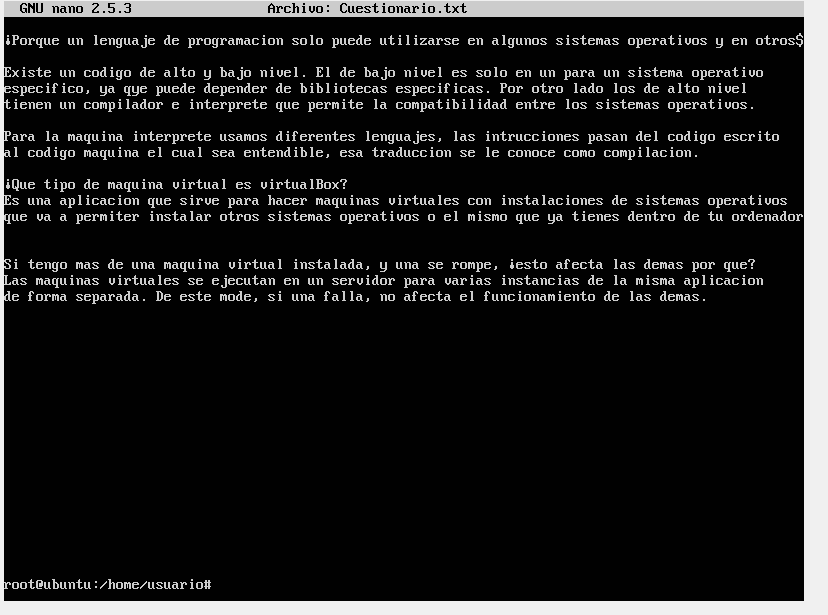 GNU nano 2.5.3 Archivo: Cuestionario.txt
¿Porque un lenguaje de programacion solo puede utilizarse en algunos sistemas operativos y en otros$
Existe un codigo de alto y bajo nivel. El de bajo nivel es solo en un para un sistema operativo
especifico, ya qye puede depender de bibliotecas especificas. Por otro lado los de alto nivel
tienen un compilador e interprete que permite la compatibilidad entre los sistemas operativos.
Para la maquina interprete usamos diferentes lenguajes, las intrucciones pasan del codigo escrito
al codigo maquina el cual sea entendible, esa traduccion se le conoce como compilacion.
¿Que tipo de maquina virtual es virtualBox?
Es una aplicacion que sirve para hacer maquinas virtuales con instalaciones de sistemas operativos
que va a permiter instalar otros sistemas operativos o el mismo que ya tienes dentro de tu ordenador
Si tengo mas de una maquina virtual instalada, y una se rompe, ¿esto afecta las demas por que?
Las maquinas virtuales se ejecutan en un servidor para varias instancias de la misma aplicacion
de forma separada. De este mode, si una falla, no afecta el funcionamiento de las demas.
root@ubuntu:/home/usuario#